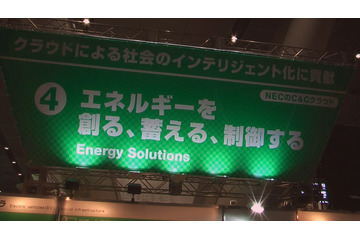 クラウドによる社会のインテリジェント化に貢献
NECのC&Cクラウド
4 エネルギーを
創る、蓄える、制御する
Energy Solutions